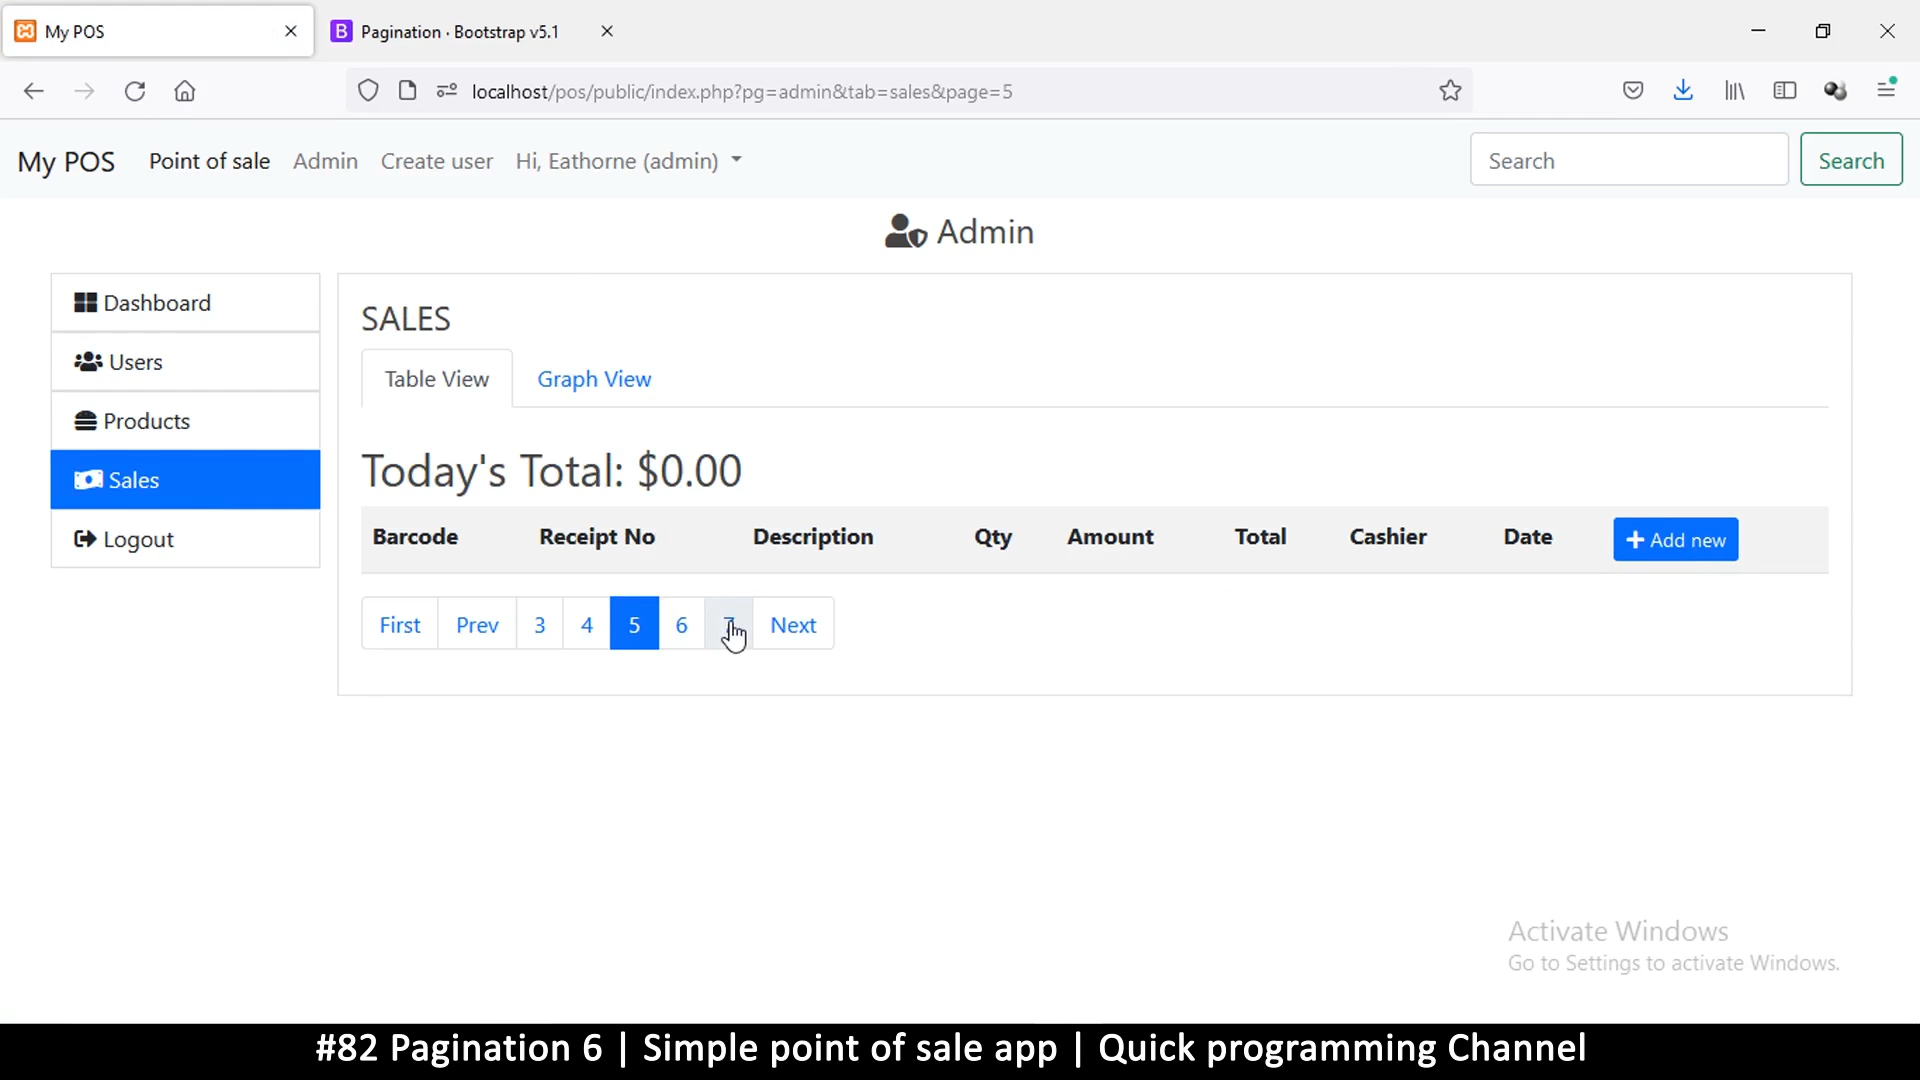 My POS
Pagination · Bootstrap v5.1
localhost/pos/public/index.php?pg=admin&tab=sales&page=5
My POS Point of sale Admin Create user Hi, Eathorne (admin) Search Search
Admin
Dashboard
Users
Products
Sales
Logout
SALES
Table View Graph View
Today's Total: $0.00
Barcode Receipt No Description Qty Amount Total Cashier Date + Add new
First Prev 3 4 5 6 7 Next
Activate Windows
Go to Settings to activate Windows.
#82 Pagination 6 | Simple point of sale app | Quick programming Channel